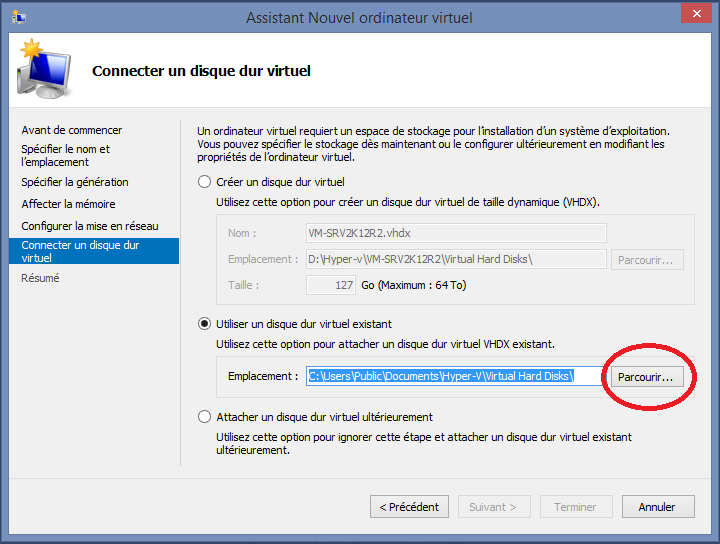 Assistant Nouvel ordinateur virtuel
Connecter un disque dur virtuel
Avant de commencer
Spécifier le nom et
l'emplacement
Spécifier la génération
Affecter la mémoire
Configurer la mise en réseau
Connecter un disque dur
virtuel
Résumé
Un ordinateur virtuel requiert un espace de stockage pour l'installation d'un système d'exploitation.
Vous pouvez spécifier le stockage dès maintenant ou le configurer ultérieurement en modifiant les
propriétés de l'ordinateur virtuel.
Créer un disque dur virtuel
Utilisez cette option pour créer un disque dur virtuel de taille dynamique (VHDX).
Nom : VM-SRV2K12R2.vhdx
Emplacement : D:\Hyper-v\VM-SRV2K12R2\Virtual Hard Disks\ Parcourir...
Taille : 127 Go (Maximum : 64 To)
Utiliser un disque dur virtuel existant
Utilisez cette option pour attacher un disque dur virtuel VHDX existant.
Emplacement : C:\Users\Public\Documents\Hyper-V\Virtual Hard Disks\ Parcourir...
Attacher un disque dur virtuel ultérieurement
Utilisez cette option pour ignorer cette étape et attacher un disque dur virtuel existant
ultérieurement.
< Précédent Suivant > Terminer Annuler